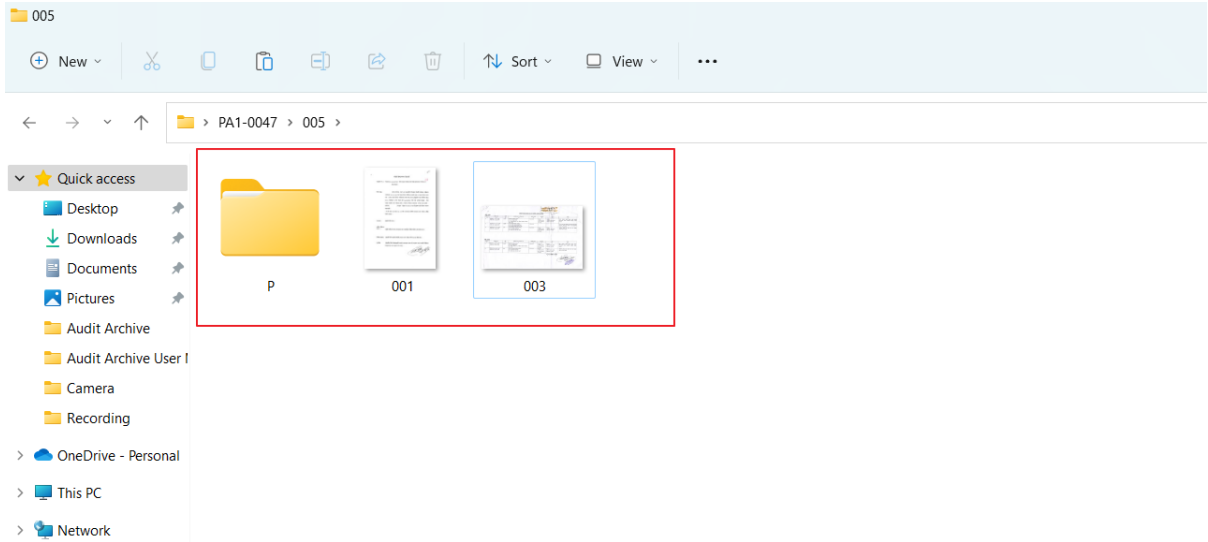 005
New Sort View
PA1-0047 > 005 >
Quick access
Desktop
Downloads
Documents
Pictures
Audit Archive
Audit Archive User
Camera
Recording
OneDrive - Personal
This PC
Network
P 001 003